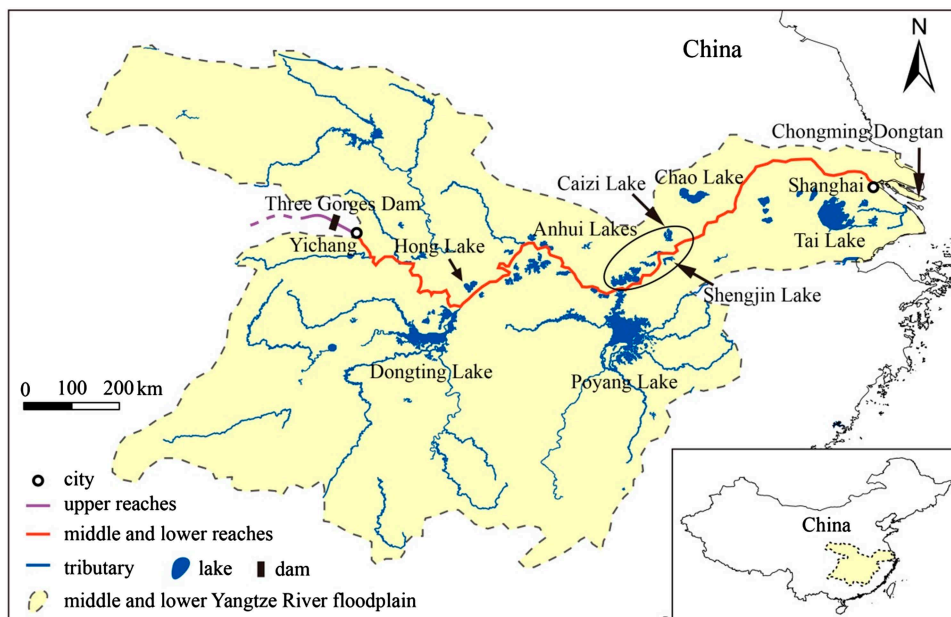 China
N
Chongming Dongtan
Caizi Lake
Chao Lake
Shanghai
Three Gorges Dam
Anhui Lakes
Yichang
Hong Lake
Tai Lake
Shengjin Lake
Dongting Lake
Poyang Lake
0 100 200 km
city
upper reaches
middle and lower reaches
tributary
lake
dam
middle and lower Yangtze River floodplain
China